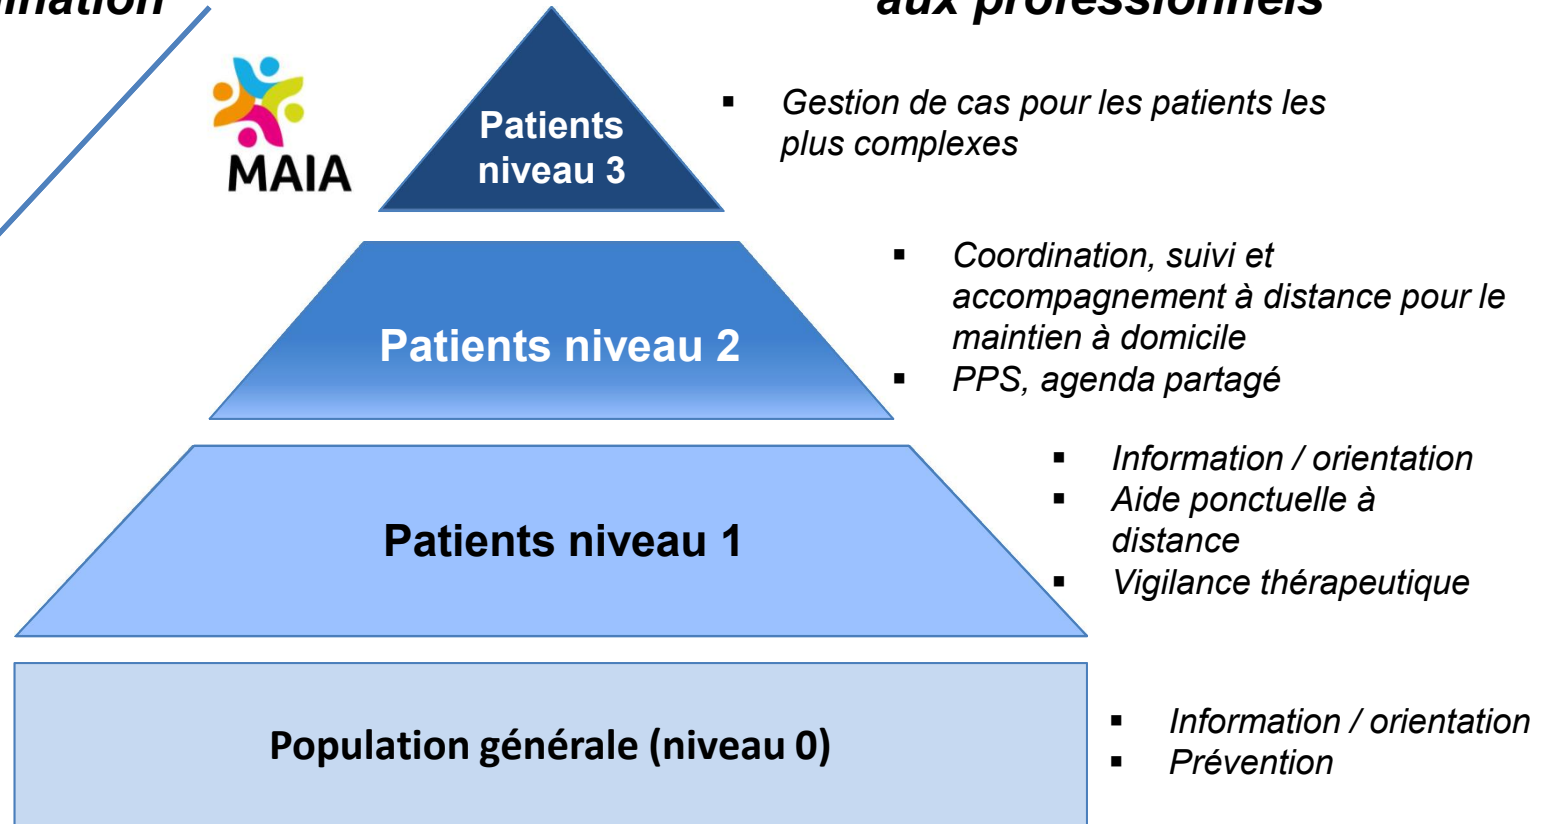 aux professionnels
Patients
niveau 3
MAIA
▪ Gestion de cas pour les patients les
plus complexes
Patients niveau 2
▪ Coordination, suivi et
accompagnement à distance pour le
maintien à domicile
▪ PPS, agenda partagé
Patients niveau 1
▪ Information / orientation
▪ Aide ponctuelle à
distance
▪ Vigilance thérapeutique
Population générale (niveau 0)
▪ Information / orientation
▪ Prévention